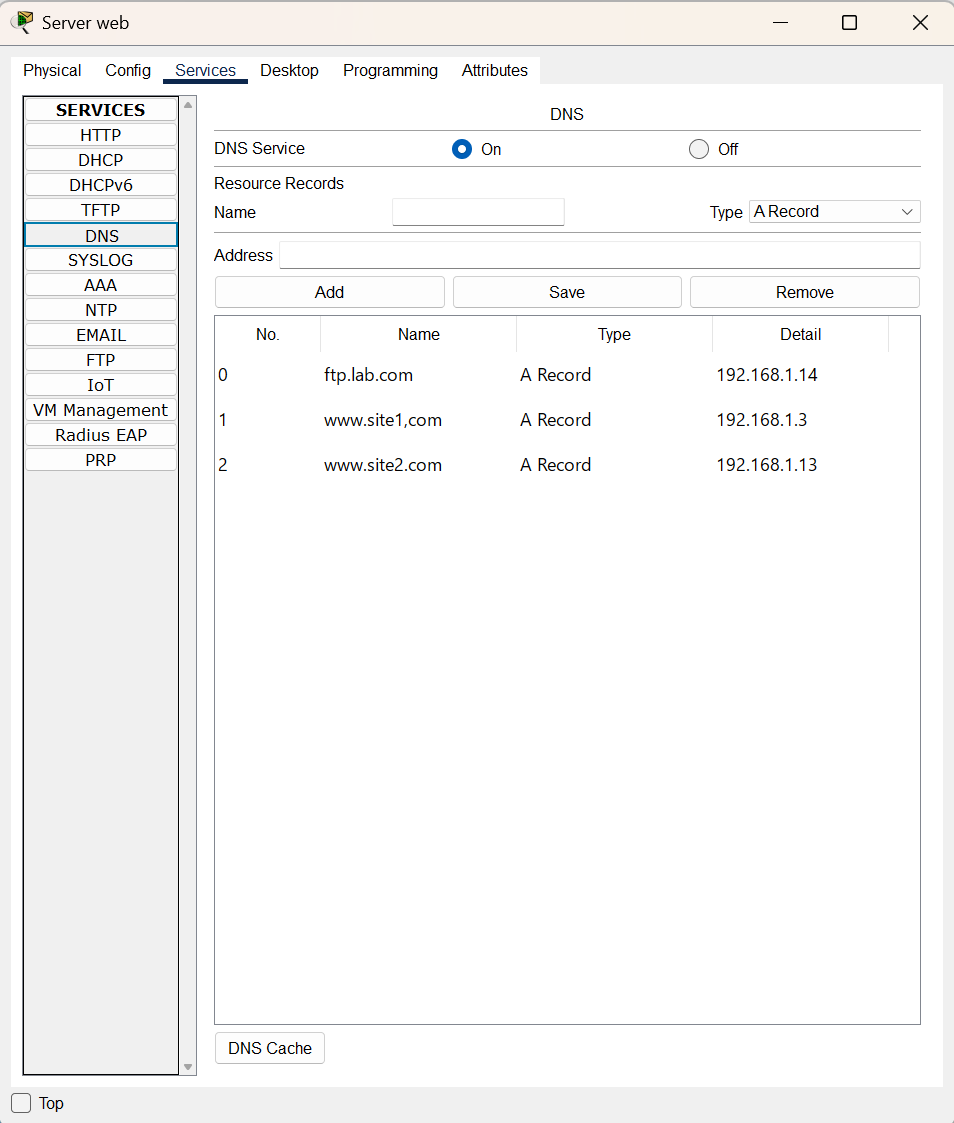 Server web
Physical Config Services Desktop Programming Attributes
SERVICES
HTTP
DHCP
DHCPv6
TFTP
DNS
SYSLOG
AAA
NTP
EMAIL
FTP
IoT
VM Management
Radius EAP
PRP
DNS
DNS Service On Off
Resource Records
Name Type A Record
Address
Add Save Remove
No. Name Type Detail
0 ftp.lab.com A Record 192.168.1.14
1 www.site1,com A Record 192.168.1.3
2 www.site2.com A Record 192.168.1.13
DNS Cache
Top